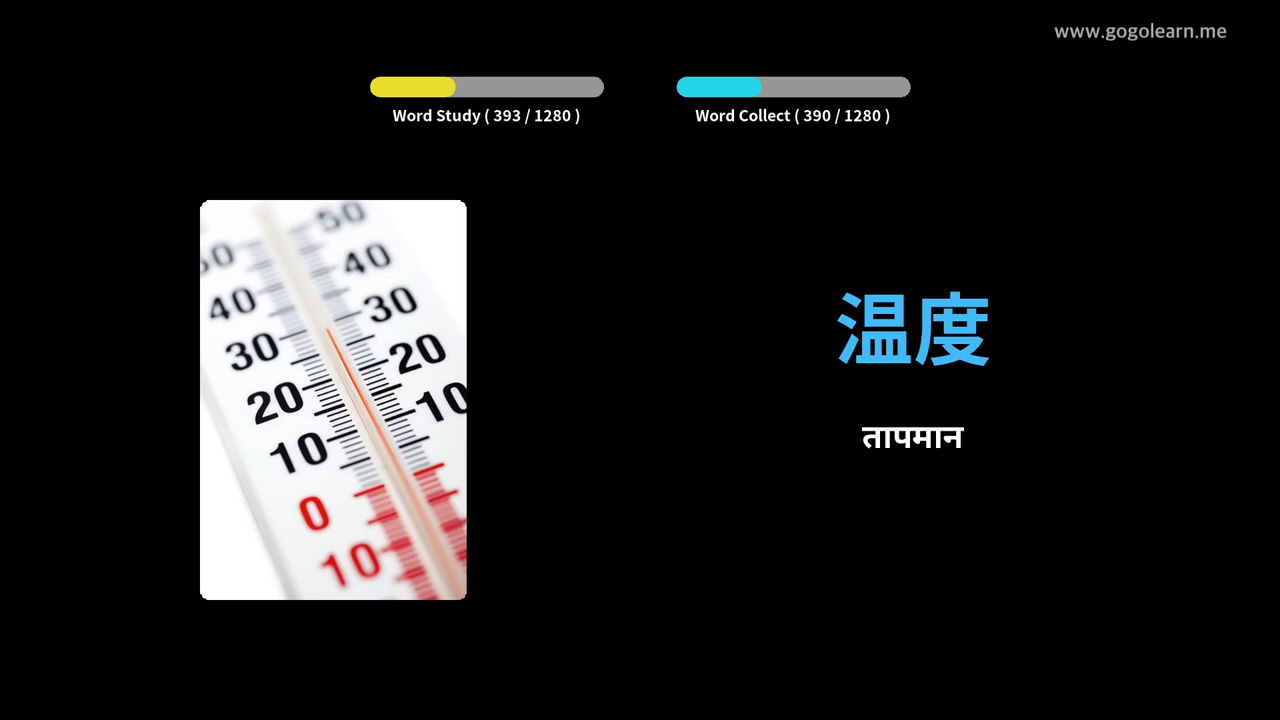 www.gogolearn.me
Word Study ( 393 / 1280 )
Word Collect ( 390 / 1280 )
50
50
40
40
30
30
20
20
10
10
0
10
温度
तापमान